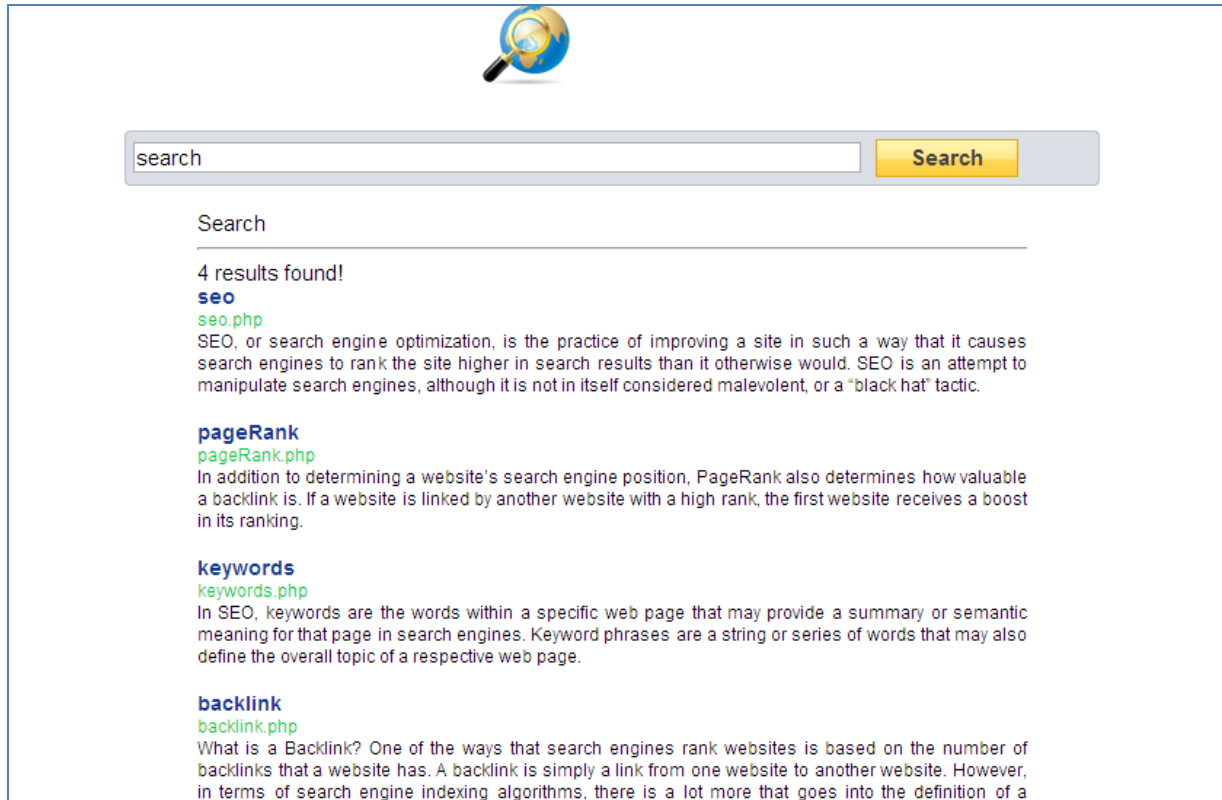 search
Search
Search
4 results found!
seo
seo.php
SEO, or search engine optimization, is the practice of improving a site in such a way that it causes
search engines to rank the site higher in search results than it otherwise would. SEO is an attempt to
manipulate search engines, although it is not in itself considered malevolent, or a “black hat” tactic.
pageRank
pageRank.php
In addition to determining a website’s search engine position, PageRank also determines how valuable
a backlink is. If a website is linked by another website with a high rank, the first website receives a boost
in its ranking.
keywords
keywords.php
In SEO, keywords are the words within a specific web page that may provide a summary or semantic
meaning for that page in search engines. Keyword phrases are a string or series of words that may also
define the overall topic of a respective web page.
backlink
backlink.php
What is a Backlink? One of the ways that search engines rank websites is based on the number of
backlinks that a website has. A backlink is simply a link from one website to another website. However,
in terms of search engine indexing algorithms, there is a lot more that goes into the definition of a